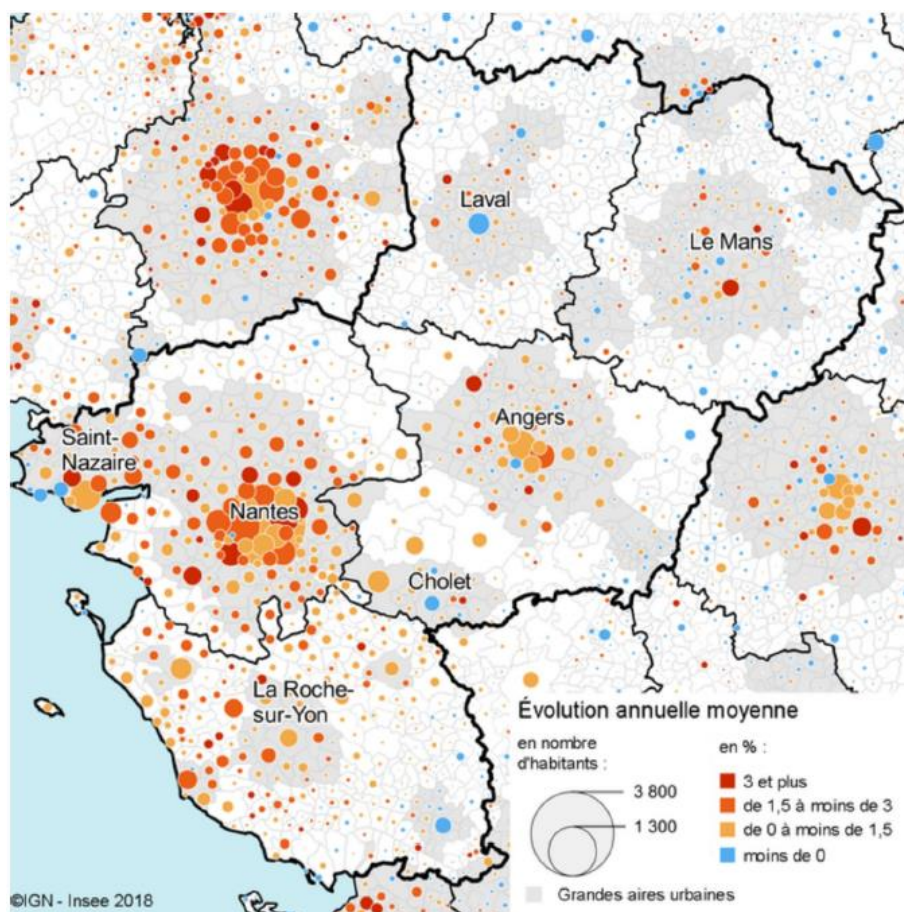 Laval
Le Mans
Angers
Saint-
Nazaire
Nantes
Cholet
La Roche-
sur-Yon
Évolution annuelle moyenne
en nombre
d'habitants :
3 800
1 300
en % :
3 et plus
de 1,5 à moins de 3
de 0 à moins de 1,5
moins de 0
Grandes aires urbaines
©IGN - Insee 2018